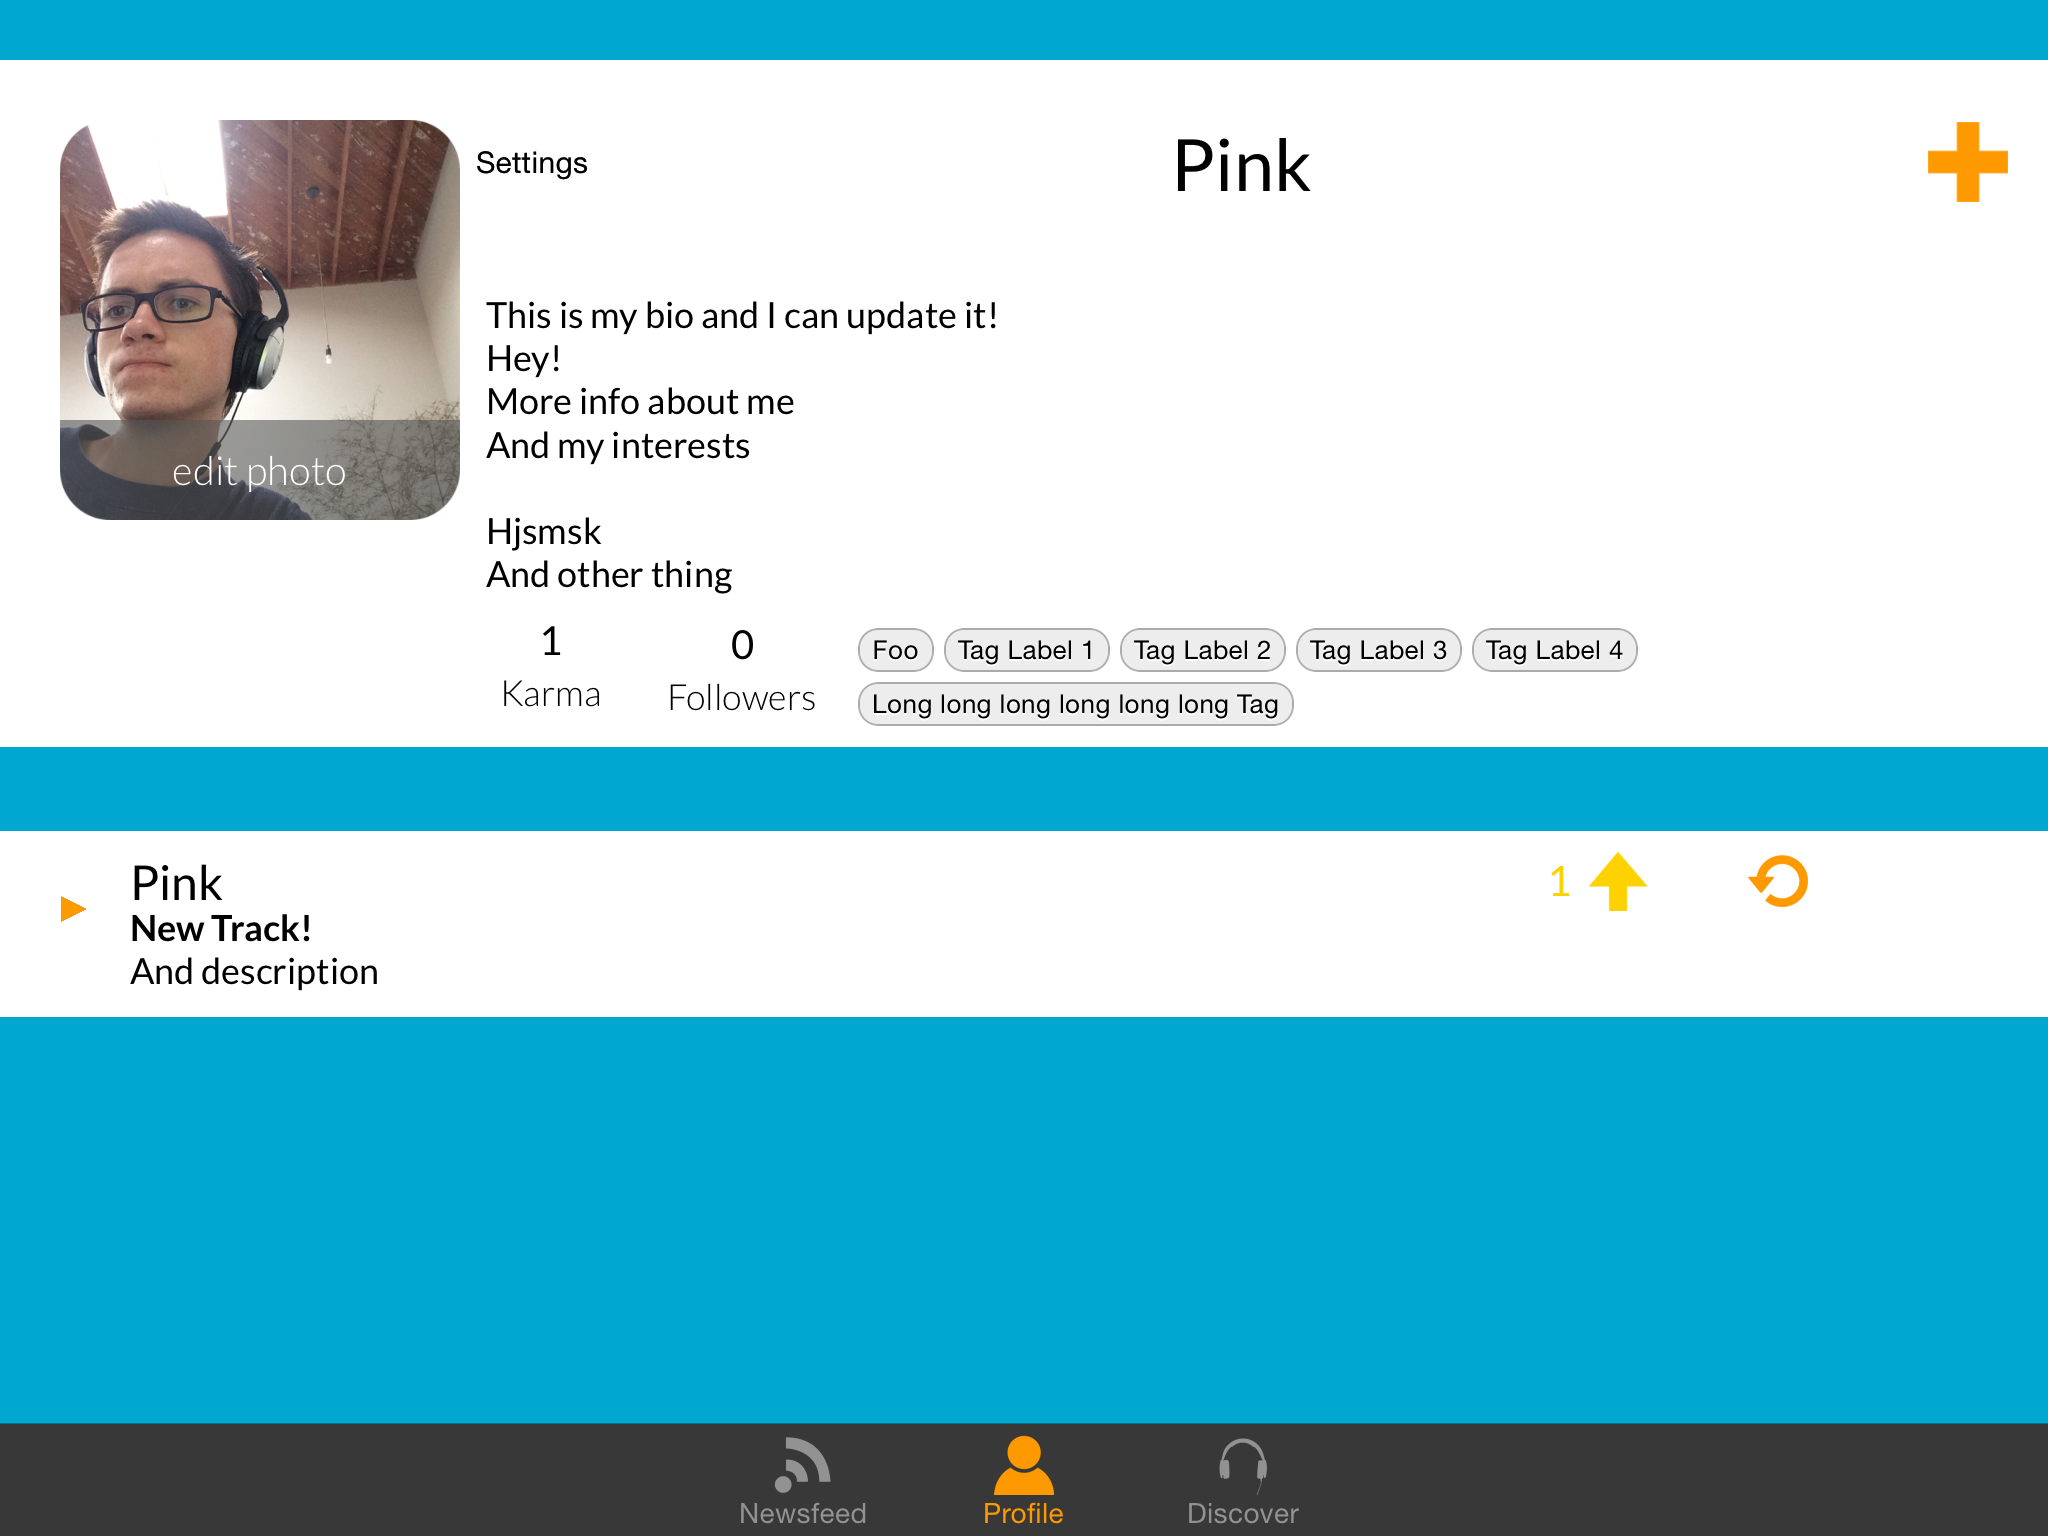 Settings
Pink
This is my bio and I can update it!
Hey!
More info about me
And my interests
Hjsmsk
And other thing
edit photo
1
Karma
0
Followers
Foo
Tag Label 1
Tag Label 2
Tag Label 3
Tag Label 4
Long long long long long long Tag
Pink
New Track!
And description
1
Newsfeed
Profile
Discover